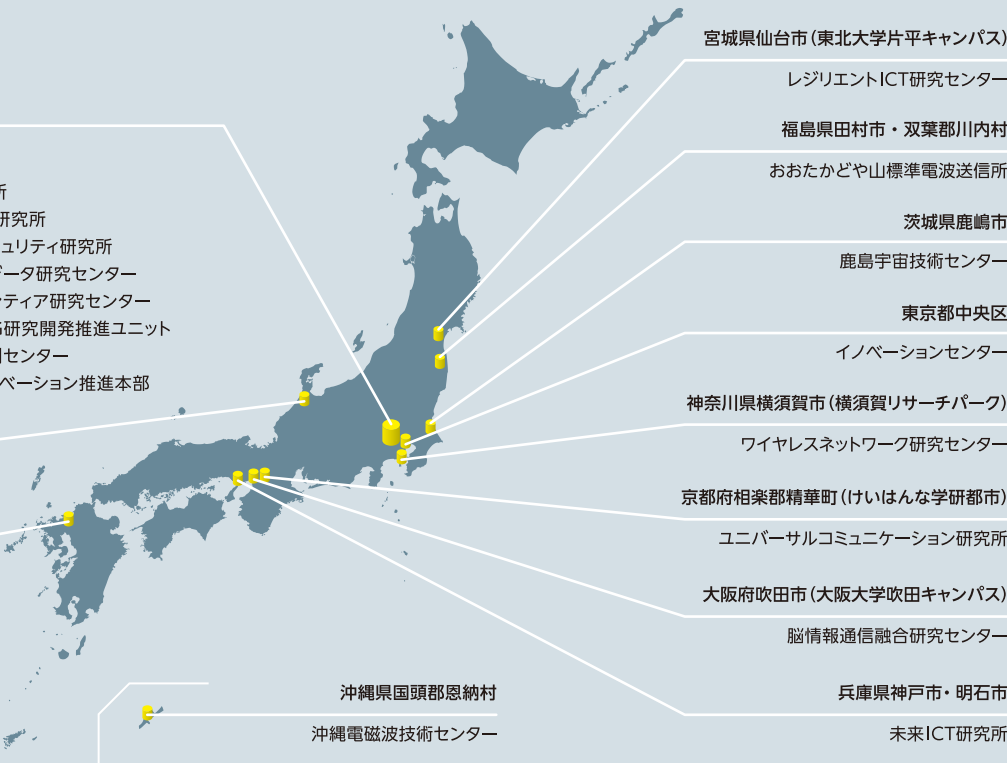 所
研究所
ュリティ研究所
データ研究センター
ンティア研究センター
G研究開発推進ユニット
センター
ベーション推進本部
宮城県仙台市(東北大学片平キャンパス)
レジリエントICT研究センター
福島県田村市・双葉郡川内村
おおたかどや山標準電波送信所
茨城県鹿嶋市
鹿島宇宙技術センター
東京都中央区
イノベーションセンター
神奈川県横須賀市(横須賀リサーチパーク)
ワイヤレスネットワーク研究センター
京都府相楽郡精華町(けいはんな学研都市)
ユニバーサルコミュニケーション研究所
大阪府吹田市(大阪大学吹田キャンパス)
脳情報通信融合研究センター
兵庫県神戸市・明石市
未来ICT研究所
沖縄県国頭郡恩納村
沖縄電磁波技術センター